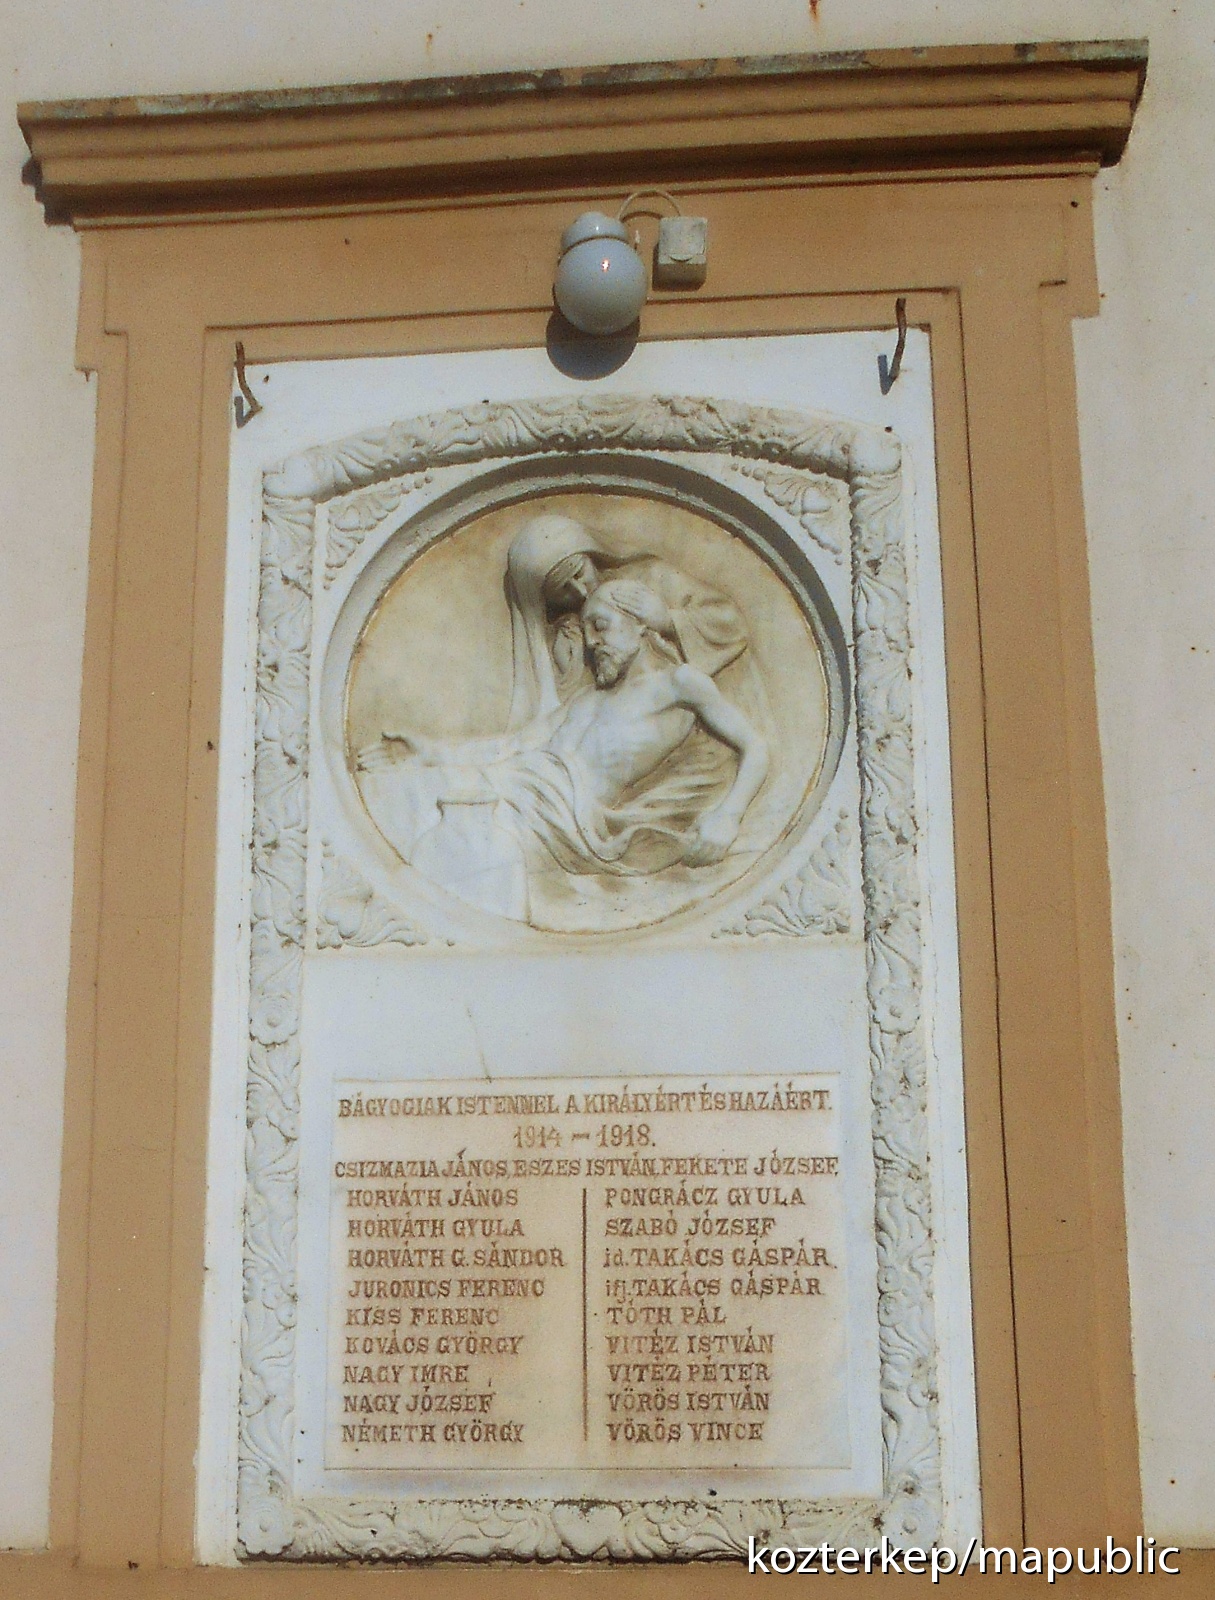 BÁGYOGIAK ISTENNEL A KIRÁLYÉRT ÉS HAZÁÉRT.
1914 – 1918.
CSIZMAZIA JÁNOS, ESZES ISTVÁN, FEKETE JÓZSEF,
HORVÁTH JÁNOS
HORVÁTH GYULA
HORVÁTH G. SÁNDOR
JURONICS FERENC
KISS FERENC
KOVÁCS GYÖRGY
NAGY IMRE
NAGY JÓZSEF
NÉMETH GYÖRGY
PONGRÁCZ GYULA
SZABÓ JÓZSEF
id. TAKÁCS GÁSPÁR
ifj. TAKÁCS GÁSPÁR
TÓTH PÁL
VITÉZ ISTVÁN
VITÉZ PÉTER
VÖRÖS ISTVÁN
VÖRÖS VINCE
kozterkep/mapublic